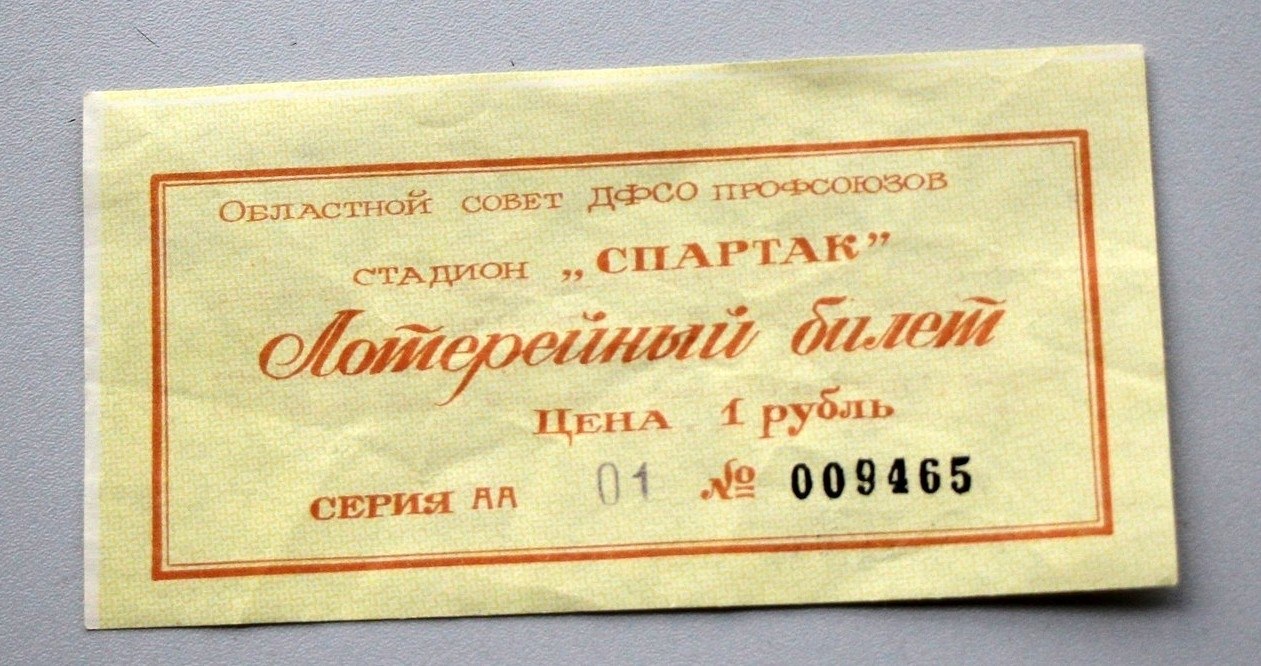 Областной совет ДФСО профсоюзов
стадион „СПАРТАК”
Лотерейный билет
Цена 1 рубль
СЕРИЯ АА 01 № 009465